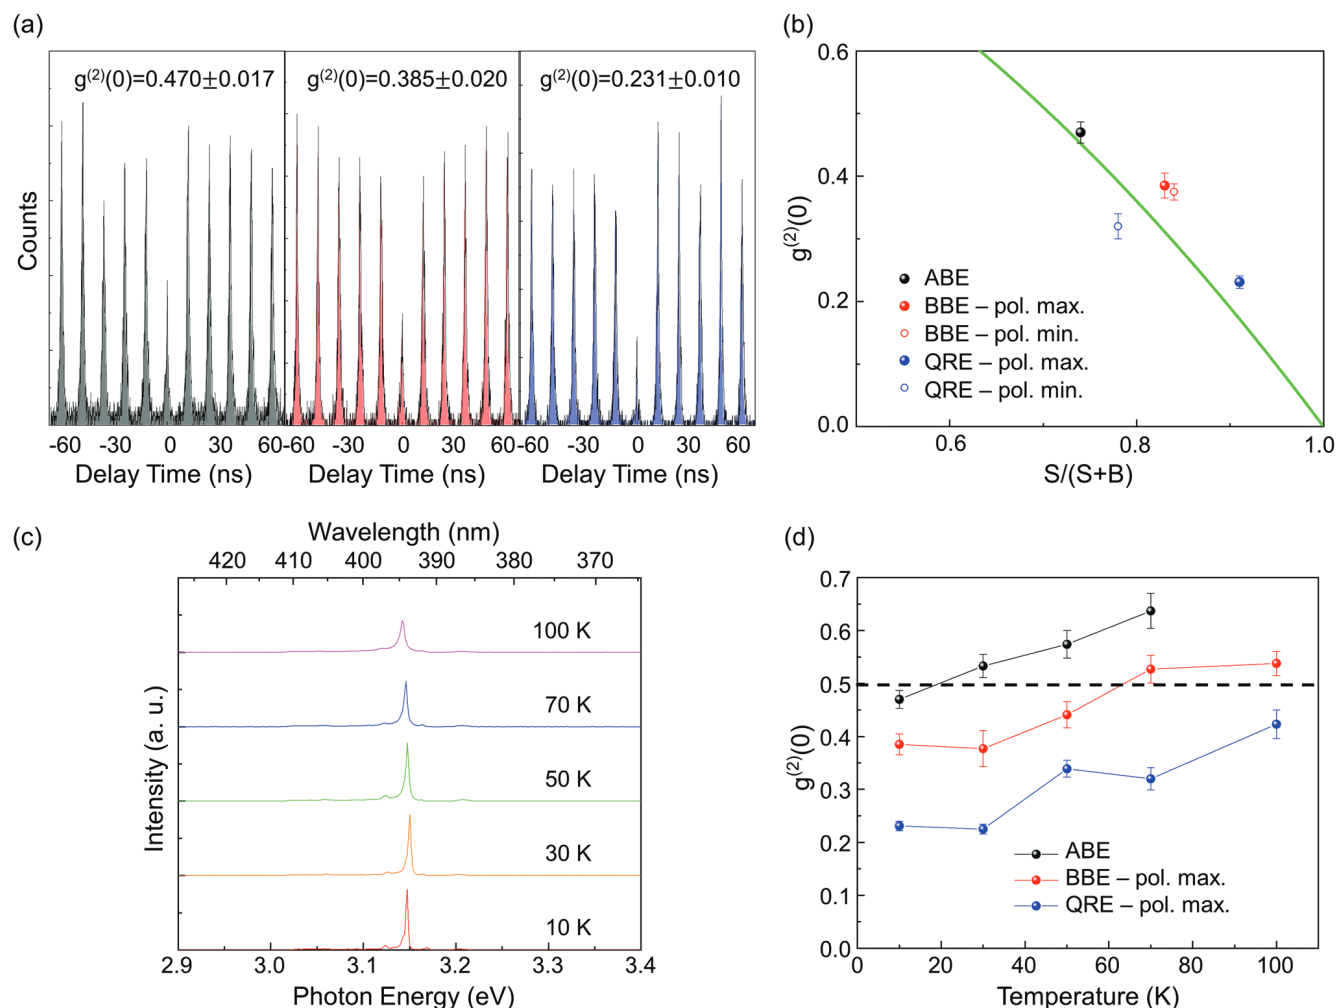 (a)
g(2)(0)=0.470±0.017
g(2)(0)=0.385±0.020
g(2)(0)=0.231±0.010
Counts
-60 -30 0 30 60
-60 -30 0 30 60
-60 -30 0 30 60
Delay Time (ns)
Delay Time (ns)
Delay Time (ns)
(b)
0.6
0.4
0.2
0.0
g(2)(0)
ABE
BBE – pol. max.
BBE – pol. min.
QRE – pol. max.
QRE – pol. min.
0.6 0.8 1.0
S/(S+B)
(c)
Wavelength (nm)
420 410 400 390 380 370
Intensity (a. u.)
100 K
70 K
50 K
30 K
10 K
2.9 3.0 3.1 3.2 3.3 3.4
Photon Energy (eV)
(d)
0.7
0.6
0.5
0.4
0.3
0.2
0.1
0.0
g(2)(0)
ABE
BBE – pol. max.
QRE – pol. max.
0 20 40 60 80 100
Temperature (K)